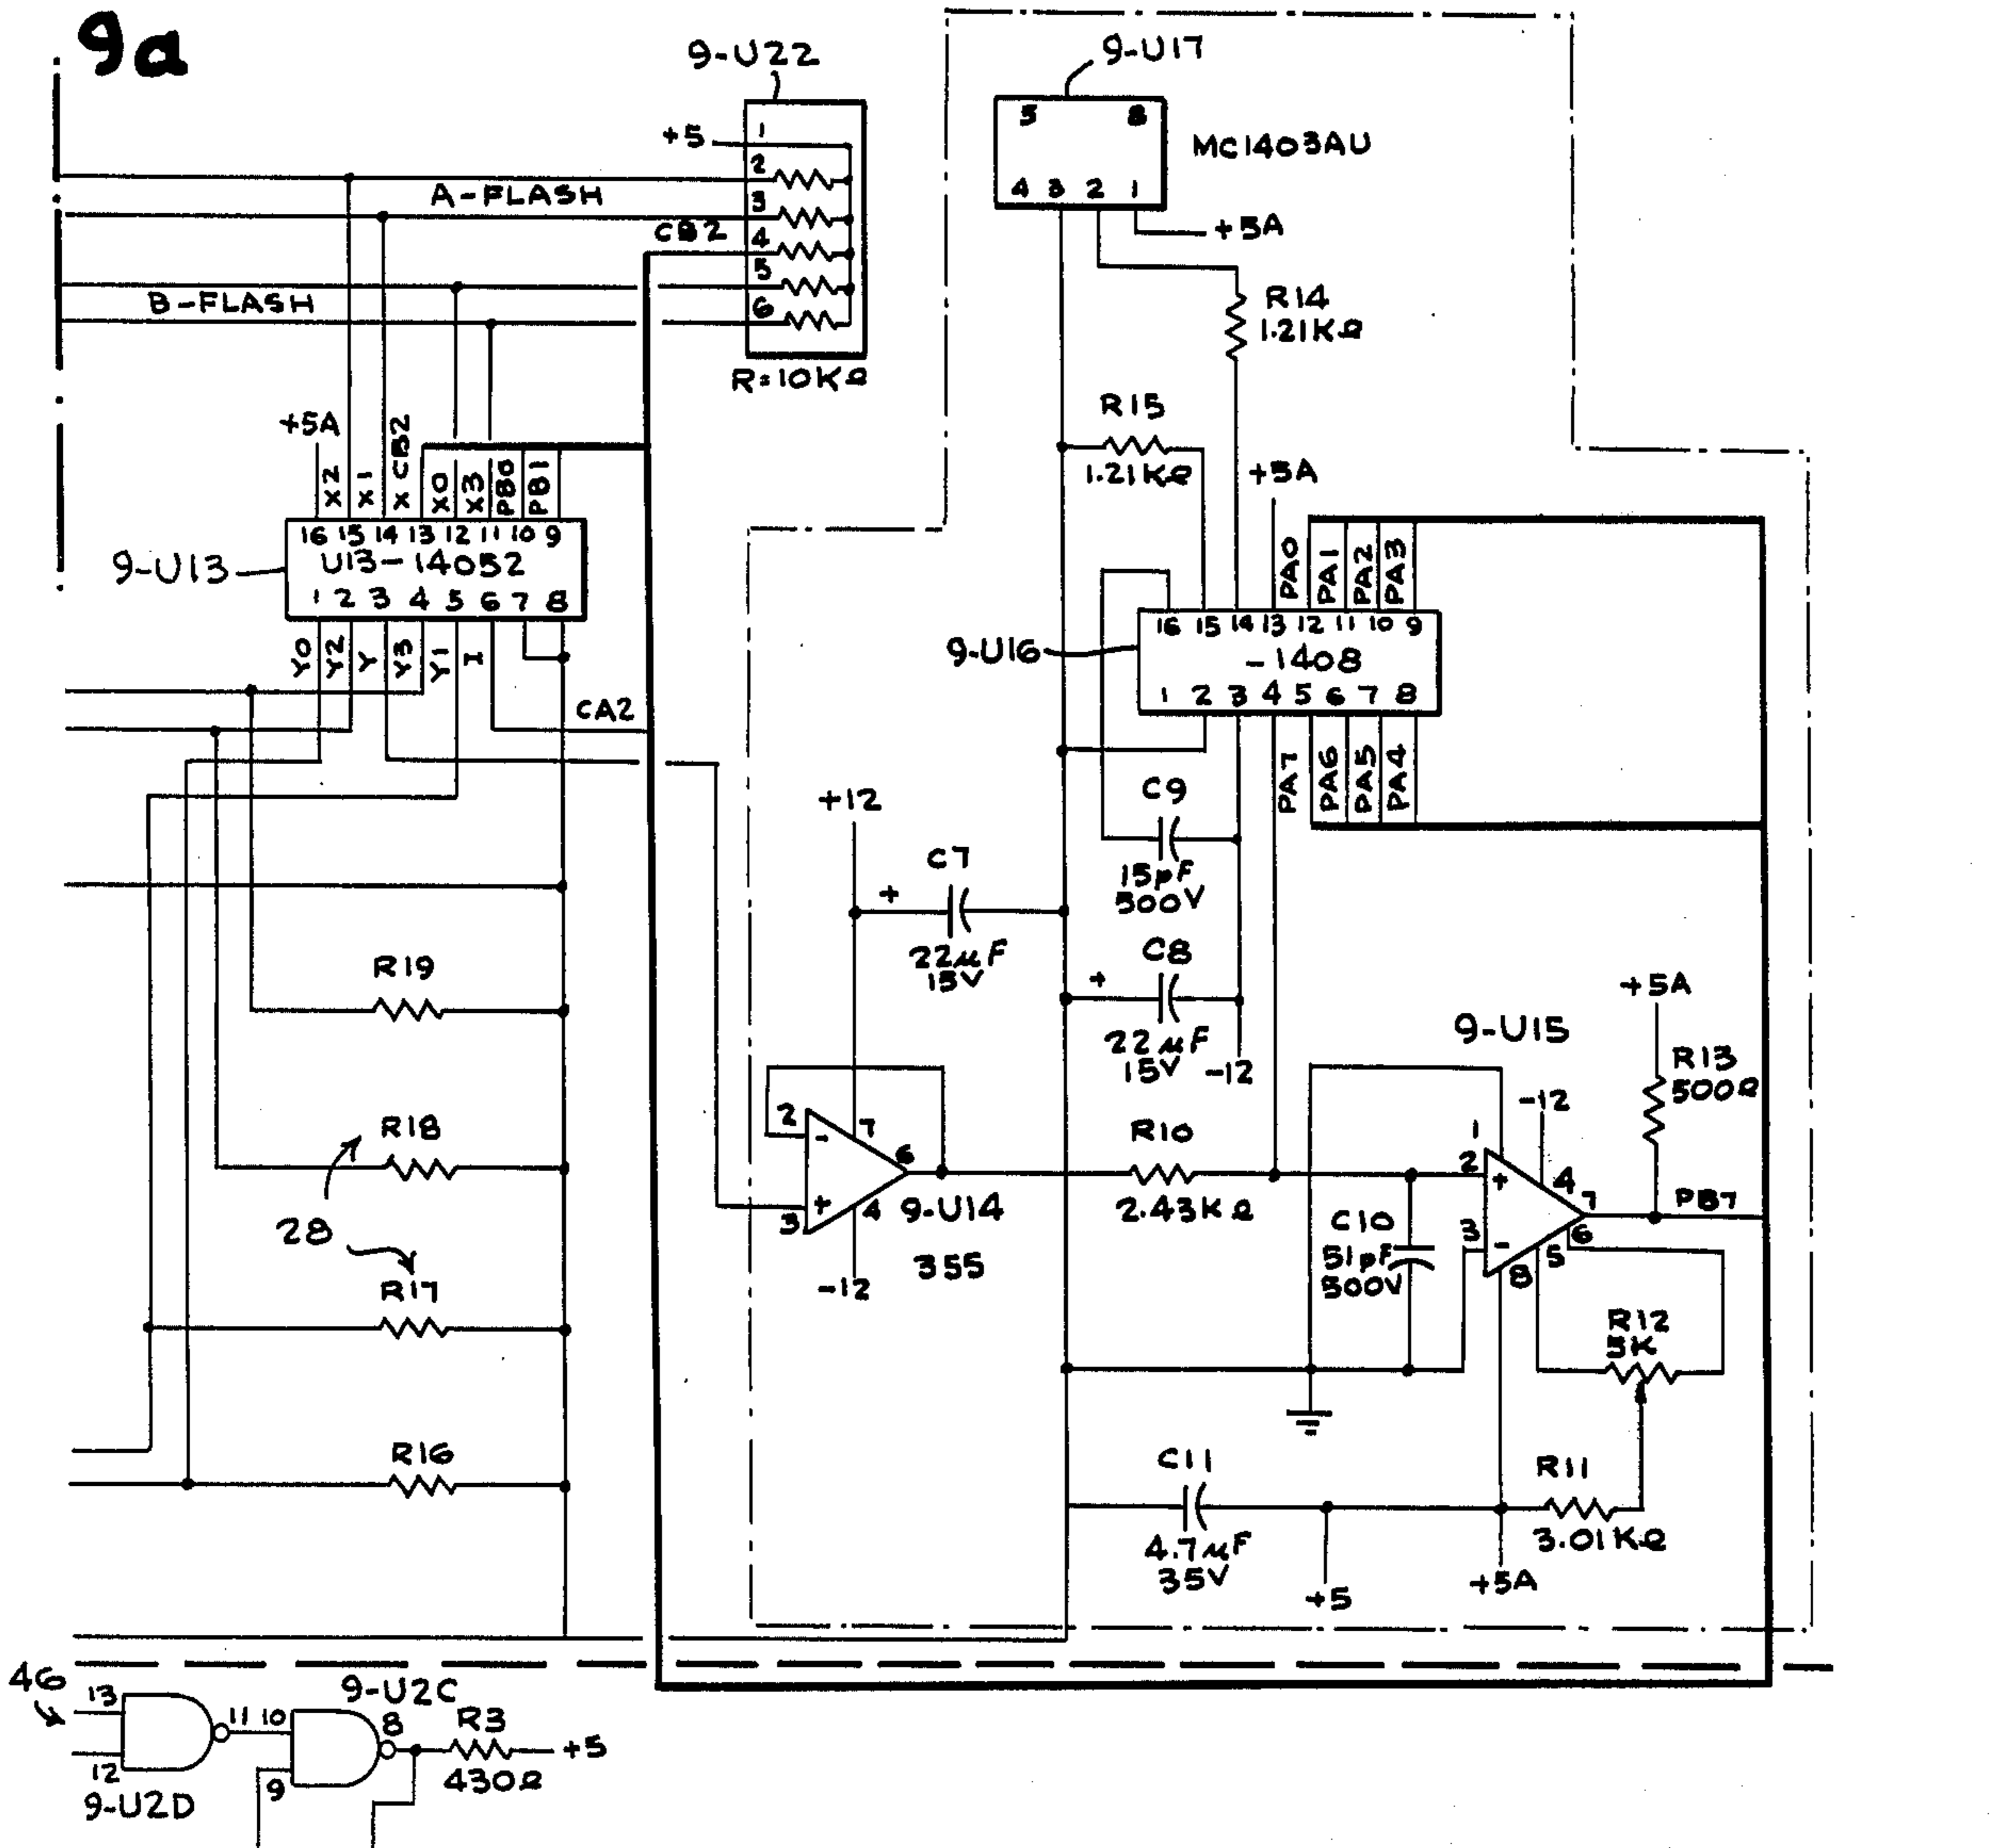 9a
9-U22
9-U17
1
+5
2
3
4
5
6
A-FLASH
CB2
B-FLASH
R=10KΩ
5 8
4 3 2 1
MC1403AU
+5A
R14
1.21KΩ
R15
1.21KΩ
+5A
+5A
X2 X1 X CB2 X0 X3 PB0 PB1
16 15 14 13 12 11 10 9
U13-14052
1 2 3 4 5 6 7 8
9-U13
Y0 Y2 Y Y3 Y1 I
CA2
PA0 PA1 PA2 PA3
16 15 14 13 12 11 10 9
-1408
1 2 3 4 5 6 7 8
9-U16
PA7 PA6 PA5 PA4
C9
15pF
500V
+12
C7
+
22μF
15V
C8
+
22μF
15V
-12
R19
R18
28
R17
R16
2
-
7
6
+
3
4
9-U14
355
-12
R10
2.43KΩ
9-U15
+5A
R13
500Ω
-12
1
2
+
4
7
PB7
3
-
6
5
8
C10
51pF
500V
R12
5K
C11
4.7μF
35V
+5
R11
3.01KΩ
+5A
46
13
12
11
9-U2D
9-U2C
10
9
8
R3
430Ω
+5